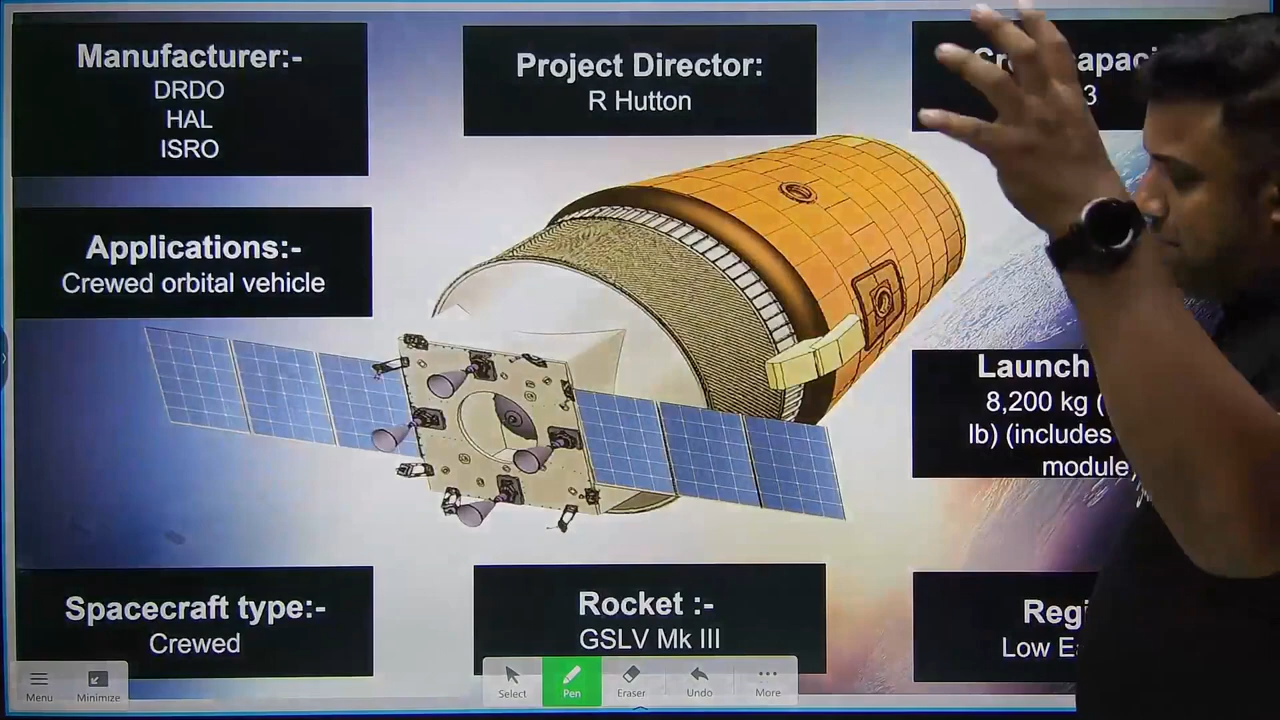 Manufacturer:-
DRDO
HAL
ISRO
Project Director:
R Hutton
3
Applications:-
Crewed orbital vehicle
Launch
8,200 kg (
lb) (includes
module)
Spacecraft type:-
Crewed
Rocket :-
GSLV Mk III
Low
Menu
Minimize
Select
Pen
Eraser
Undo
More